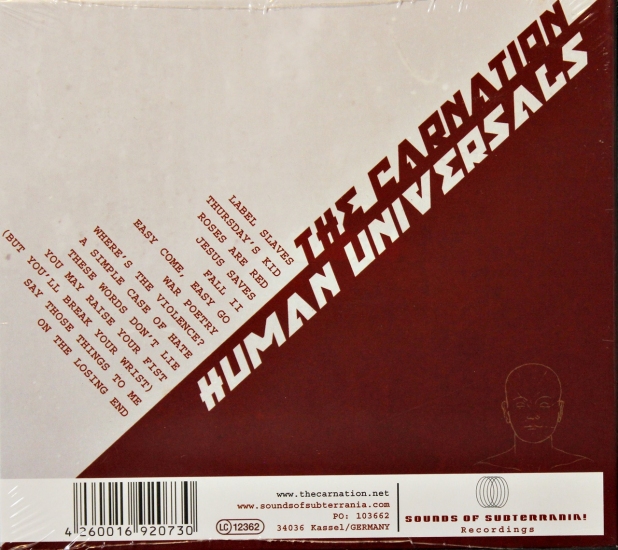 THE CARNATION
HUMAN UNIVERSALS
LABEL SLAVES
THURSDAY'S KID
ROSES ARE RED
JESUS SAVES
FALL II
WAR POETRY
EASY COME, EASY GO
WHERE'S THE VIOLENCE?
A SIMPLE CASE OF HATE
THESE WORDS DON'T LIE
YOU MAY RAISE YOUR FIST
(BUT YOU'LL BREAK YOUR WRIST)
SAY THOSE THINGS TO ME
ON THE LOSING END
4 260016 920730
LC 12362
www.thecarnation.net
www.soundsofsubterrania.com
PO: 103662
34036 Kassel/GERMANY
SOUNDS OF SUBTERRANIA!
Recordings